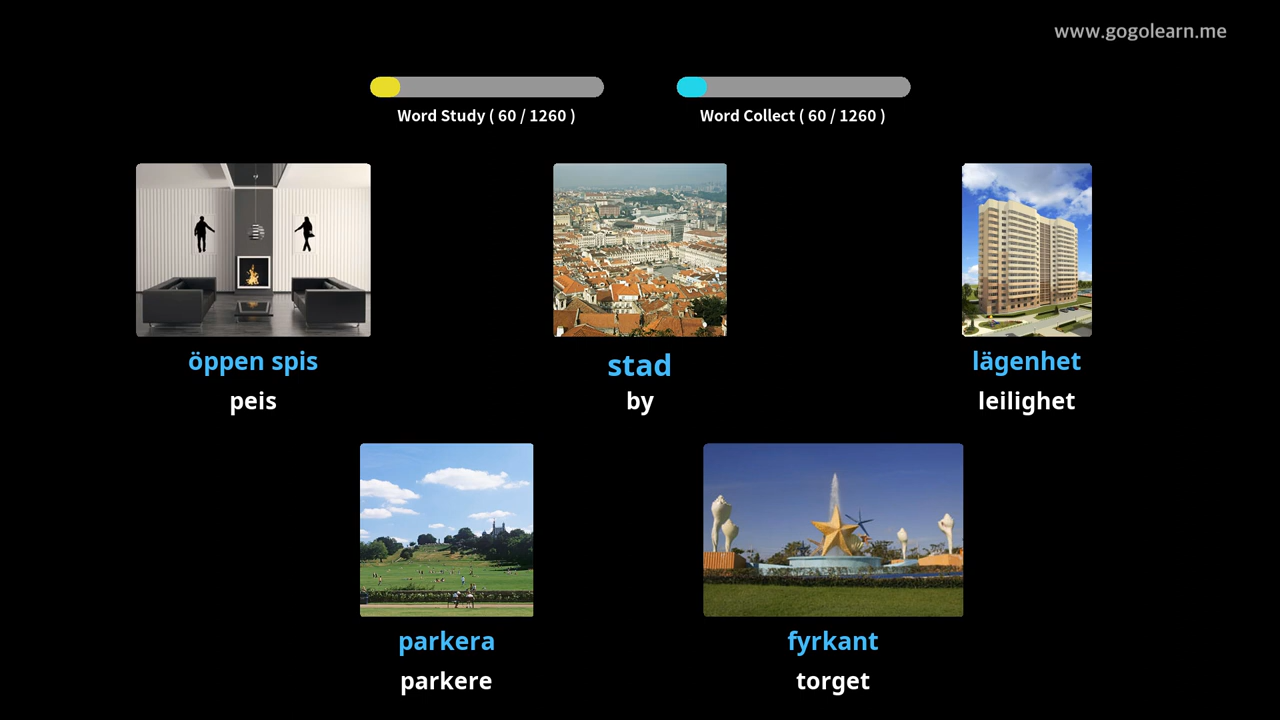 www.gogolearn.me
Word Study ( 60 / 1260 )
Word Collect ( 60 / 1260 )
öppen spis
peis
stad
by
lägenhet
leilighet
parkera
parkere
fyrkant
torget